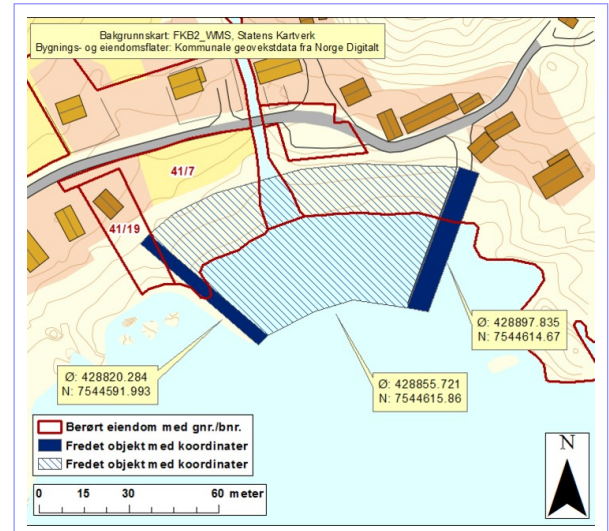 Bakgrunnskart: FKB2_WMS, Statens Kartverk
Bygnings- og eiendomsflater: Kommunale geovekstdata fra Norge Digitalt
41/7
41/19
Ø: 428897.835
N: 7544614.67
Ø: 428820.284
N: 7544591.993
Ø: 428855.721
N: 7544615.86
Berørt eiendom med gnr./bnr.
Fredet objekt med koordinater
Fredet objekt med koordinater
0 15 30 60 meter
N